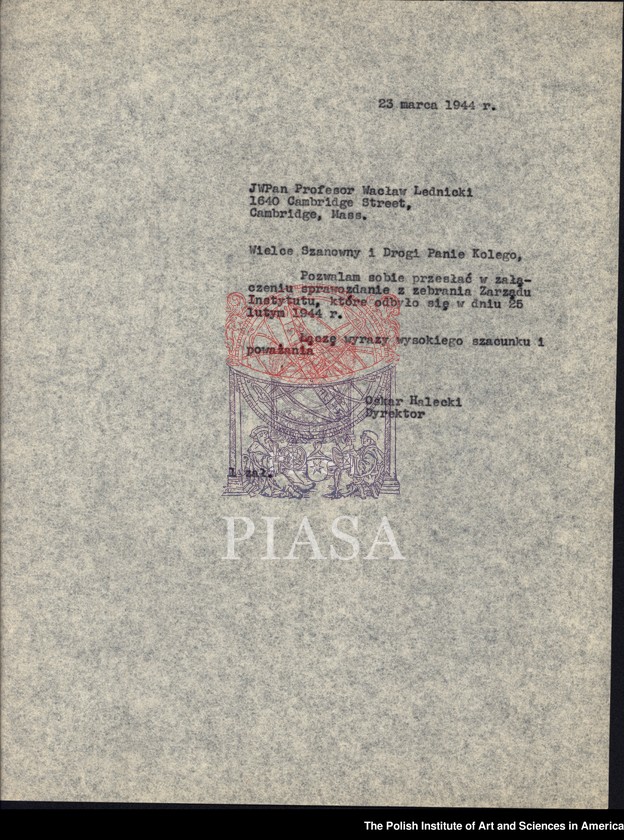 23 marca 1944 r.
JWPan Profesor Wacław Lednicki
1640 Cambridge Street,
Cambridge, Mass.
Wielce Szanowny i Drogi Panie Kolego,
Pozwalam sobie przesłać w załą-
czeniu sprawozdanie z zebrania Zarządu
Instytutu, które odbyło się w dniu 25
lutym 1944 r.
Łączę wyrazy wysokiego szacunku i
poważania
Oskar Halecki
Dyrektor
1 zał.
PIASA
The Polish Institute of Art and Sciences in America